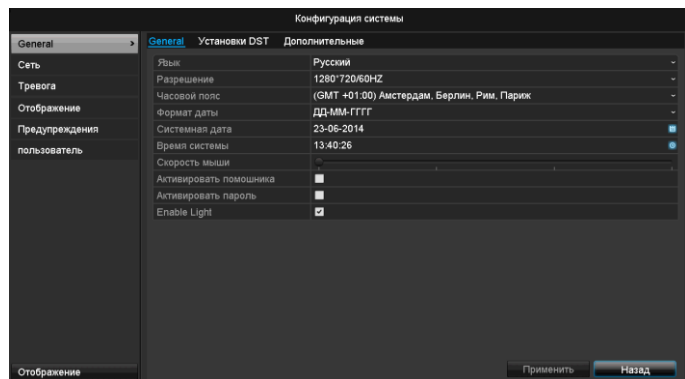 Конфигурация системы
General >
Сеть
Тревога
Отображение
Предупреждения
пользователь
Отображение
General Установки DST Дополнительные
Язык Русский
Разрешение 1280*720/60HZ
Часовой пояс (GMT +01:00) Амстердам, Берлин, Рим, Париж
Формат даты ДД-ММ-ГГГГ
Системная дата 23-06-2014
Время системы 13:40:26
Скорость мыши
Активировать помошника
Активировать пароль
Enable Light
Применить Назад